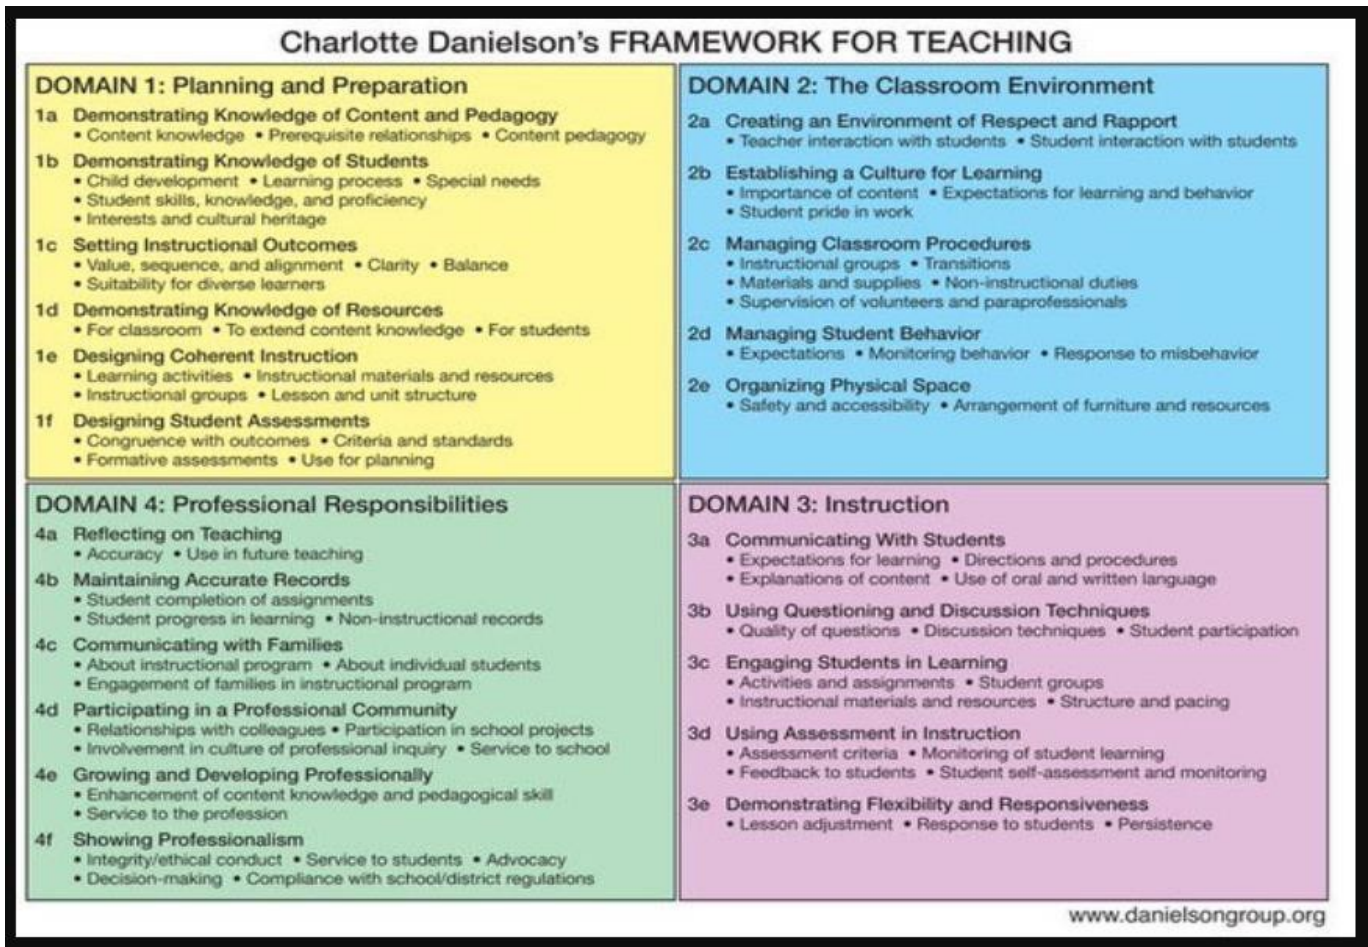 Charlotte Danielson's FRAMEWORK FOR TEACHING
DOMAIN 1: Planning and Preparation
1a Demonstrating Knowledge of Content and Pedagogy
• Content knowledge • Prerequisite relationships • Content pedagogy
1b Demonstrating Knowledge of Students
• Child development • Learning process • Special needs
• Student skills, knowledge, and proficiency
• Interests and cultural heritage
1c Setting Instructional Outcomes
• Value, sequence, and alignment • Clarity • Balance
• Suitability for diverse learners
1d Demonstrating Knowledge of Resources
• For classroom • To extend content knowledge • For students
1e Designing Coherent Instruction
• Learning activities • Instructional materials and resources
• Instructional groups • Lesson and unit structure
1f Designing Student Assessments
• Congruence with outcomes • Criteria and standards
• Formative assessments • Use for planning
DOMAIN 2: The Classroom Environment
2a Creating an Environment of Respect and Rapport
• Teacher interaction with students • Student interaction with students
2b Establishing a Culture for Learning
• Importance of content • Expectations for learning and behavior
• Student pride in work
2c Managing Classroom Procedures
• Instructional groups • Transitions
• Materials and supplies • Non-instructional duties
• Supervision of volunteers and paraprofessionals
2d Managing Student Behavior
• Expectations • Monitoring behavior • Response to misbehavior
2e Organizing Physical Space
• Safety and accessibility • Arrangement of furniture and resources
DOMAIN 4: Professional Responsibilities
4a Reflecting on Teaching
• Accuracy • Use in future teaching
4b Maintaining Accurate Records
• Student completion of assignments
• Student progress in learning • Non-instructional records
4c Communicating with Families
• About instructional program • About individual students
• Engagement of families in instructional program
4d Participating in a Professional Community
• Relationships with colleagues • Participation in school projects
• Involvement in culture of professional inquiry • Service to school
4e Growing and Developing Professionally
• Enhancement of content knowledge and pedagogical skill
• Service to the profession
4f Showing Professionalism
• Integrity/ethical conduct • Service to students • Advocacy
• Decision-making • Compliance with school/district regulations
DOMAIN 3: Instruction
3a Communicating With Students
• Expectations for learning • Directions and procedures
• Explanations of content • Use of oral and written language
3b Using Questioning and Discussion Techniques
• Quality of questions • Discussion techniques • Student participation
3c Engaging Students in Learning
• Activities and assignments • Student groups
• Instructional materials and resources • Structure and pacing
3d Using Assessment in Instruction
• Assessment criteria • Monitoring of student learning
• Feedback to students • Student self-assessment and monitoring
3e Demonstrating Flexibility and Responsiveness
• Lesson adjustment • Response to students • Persistence
www.danielsongroup.org